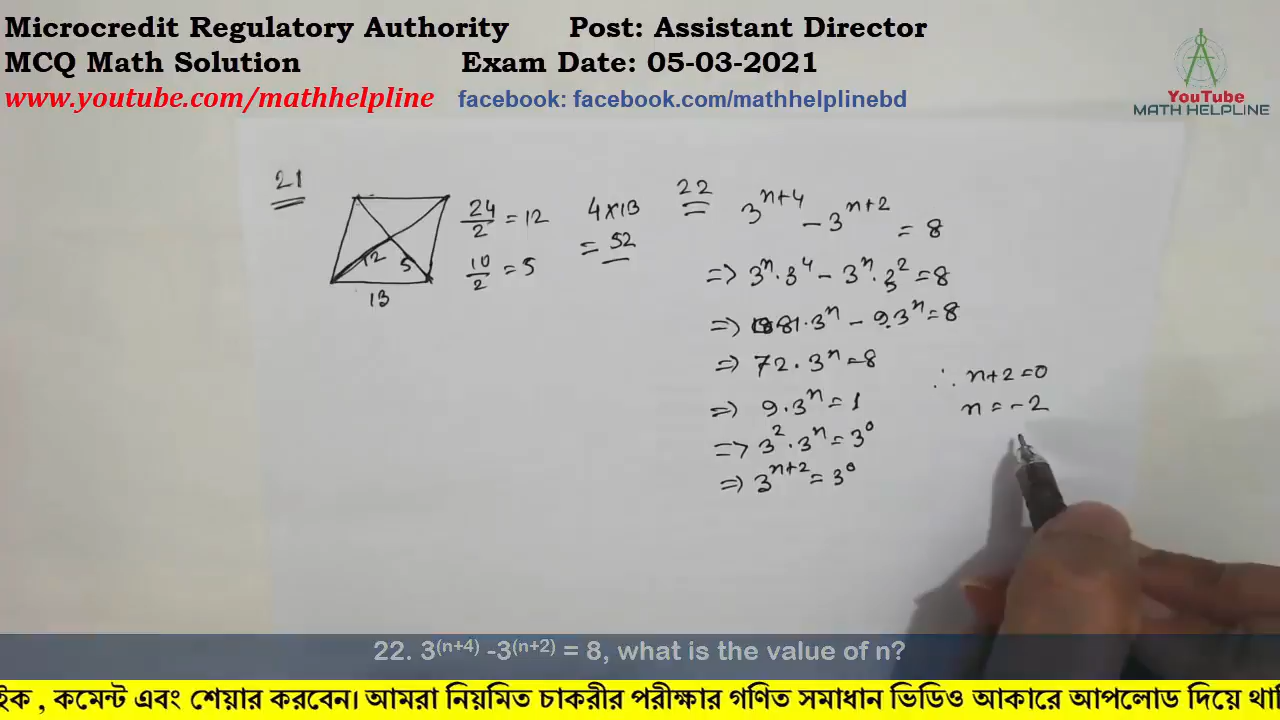 Microcredit Regulatory Authority Post: Assistant Director
MCQ Math Solution Exam Date: 05-03-2021
www.youtube.com/mathhelpline facebook: facebook.com/mathhelplinebd
YouTube
MATH HELPLINE
21
12 5
13
24/2 = 12
10/2 = 5
4×13
= 52
22
3^(n+4) - 3^(n+2) = 8
=> 3^n · 3^4 - 3^n · 3^2 = 8
=> 81 · 3^n - 9 · 3^n = 8
=> 72 · 3^n = 8
=> 9 · 3^n = 1
=> 3^2 · 3^n = 3^0
=> 3^(n+2) = 3^0
∴ n+2 = 0
n = -2
22. 3^(n+4) -3^(n+2) = 8, what is the value of n?
ইক , কমেন্ট এবং শেয়ার করবেন। আমরা নিয়মিত চাকরীর পরীক্ষার গণিত সমাধান ভিডিও আকারে আপলোড দিয়ে থা